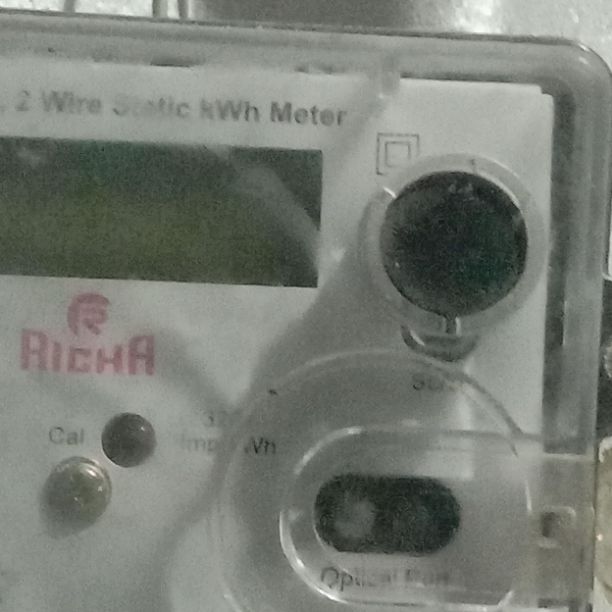 , 2 Wire Static kWh Meter
RICHA
Cal
Optical Port